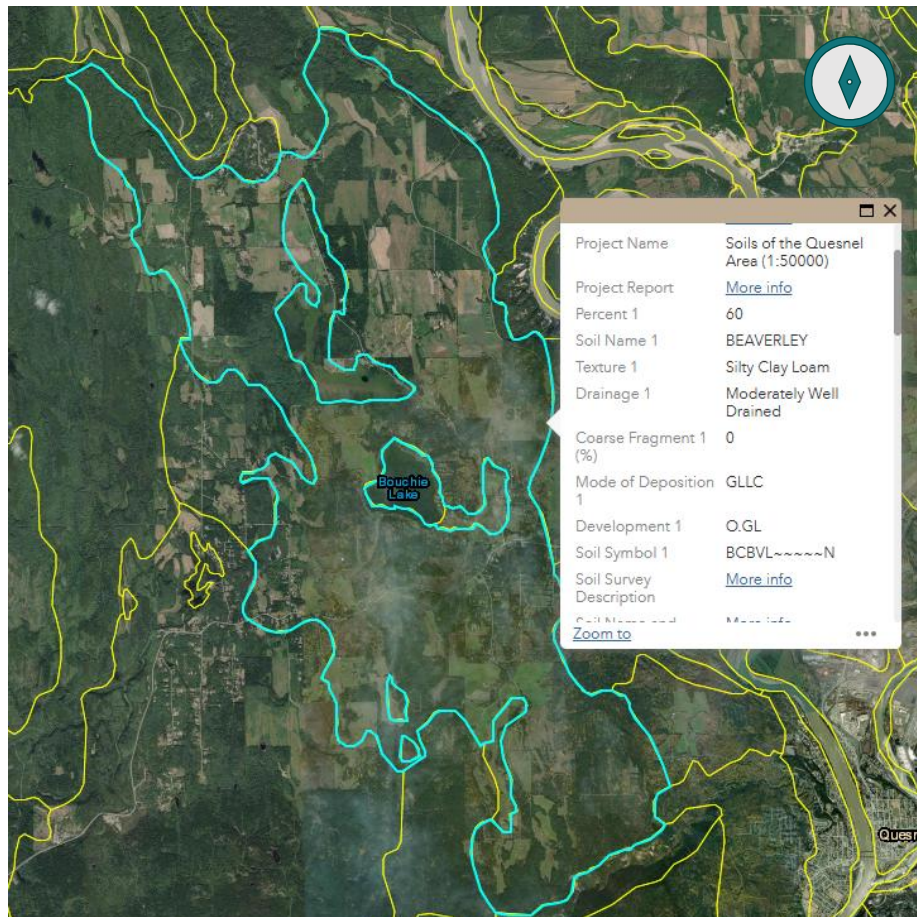 Project Name Soils of the Quesnel
Area (1:50000)
Project Report More info
Percent 1 60
Soil Name 1 BEAVERLEY
Texture 1 Silty Clay Loam
Drainage 1 Moderately Well
Drained
Coarse Fragment 1 0
(%)
Mode of Deposition GLLC
1
Development 1 O.GL
Soil Symbol 1 BCBVL~~~~~N
Soil Survey More info
Description
Zoom to
Bouchie
Lake
Quesn